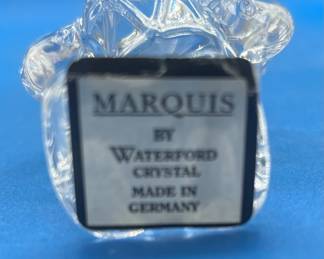 MARQUIS
BY
WATERFORD
CRYSTAL
MADE IN
GERMANY